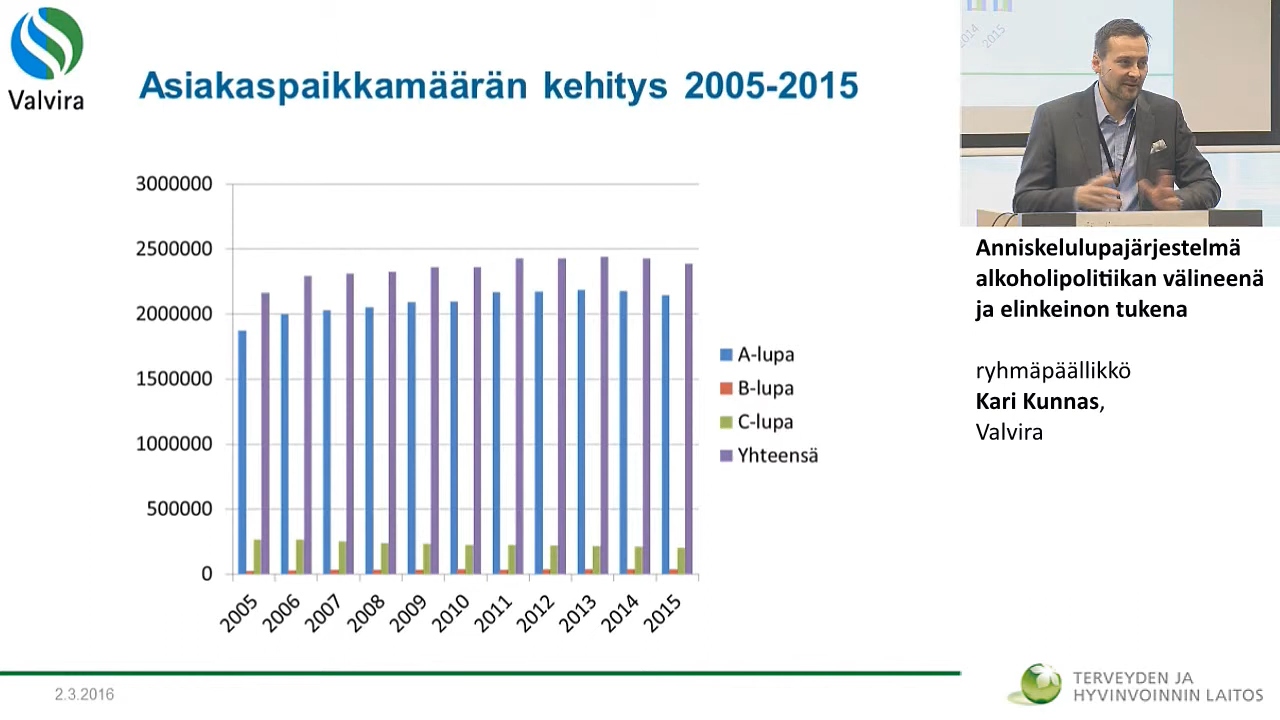 Valvira
Asiakaspaikkamäärän kehitys 2005-2015
3000000
2500000
2000000
1500000
1000000
500000
0
2005
2006
2007
2008
2009
2010
2011
2012
2013
2014
2015
A-lupa
B-lupa
C-lupa
Yhteensä
2014
2015
Anniskelulupajärjestelmä
alkoholipolitiikan välineenä
ja elinkeinon tukena
ryhmäpäällikkö
Kari Kunnas,
Valvira
2.3.2016
TERVEYDEN JA
HYVINVOINNIN LAITOS